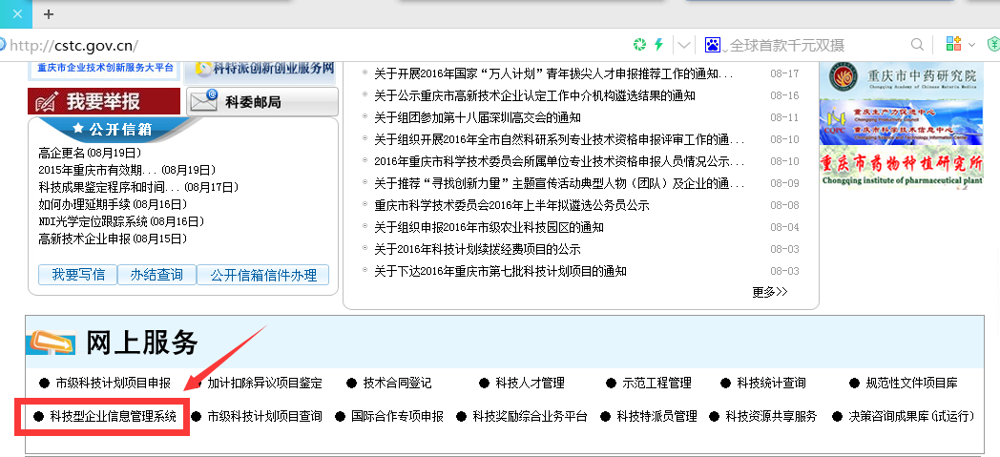 http://cstc.gov.cn/
全球首款千元双摄
重庆市企业技术创新服务大平台
科特派创新创业服务网
我要举报
科委邮局
公开信箱
高企更名(08月19日)
2015年重庆市有效期...(08月19日)
科技成果鉴定程序和时间...(08月17日)
如何办理延期手续(08月16日)
NDI光学定位跟踪系统(08月16日)
高新技术企业申报(08月15日)
我要写信 办结查询 公开信箱信件办理
关于开展2016年国家“万人计划”青年拔尖人才申报推荐工作的通知... 08-17
关于公示重庆市高新技术企业认定工作中介机构遴选结果的通知 08-16
关于组团参加第十八届深圳高交会的通知 08-11
关于组织开展2016年全市自然科研系列专业技术资格申报评审工作的通... 08-10
2016年重庆市科学技术委员会所属单位专业技术资格申报人员情况公示... 08-10
关于推荐“寻找创新力量”主题宣传活动典型人物（团队）及企业的通... 08-09
重庆市科学技术委员会2016年上半年拟遴选公务员公示 08-08
关于组织申报2016年市级农业科技园区的通知 08-04
关于2016年科技计划续拨经费项目的公示 08-03
关于下达2016年重庆市第七批科技计划项目的通知 08-03
更多>>
重庆市中药研究院
Chongqing Academy of Chinese Materia Medica
重庆生产力促进中心
Chongqing Productivity Council
重庆市科学技术信息中心
Chongqing Science and Technology Information Center
重庆市药物种植研究所
Chongqing institute of pharmaceutical plant
网上服务
市级科技计划项目申报 加计扣除异议项目鉴定 技术合同登记 科技人才管理 示范工程管理 科技统计查询 规范性文件项目库
科技型企业信息管理系统 市级科技计划项目查询 国际合作专项申报 科技奖励综合业务平台 科技特派员管理 科技资源共享服务 决策咨询成果库(试运行)